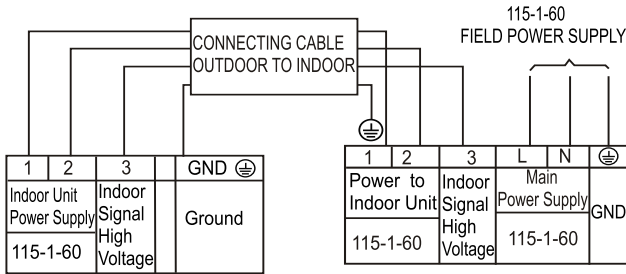 115-1-60
FIELD POWER SUPPLY
CONNECTING CABLE
OUTDOOR TO INDOOR
1 2 3 GND
Indoor Unit
Power Supply
115-1-60
Indoor
Signal
High
Voltage
Ground
1 2 3 L N
Power to
Indoor Unit
115-1-60
Indoor
Signal
High
Voltage
Main
Power Supply
115-1-60
GND